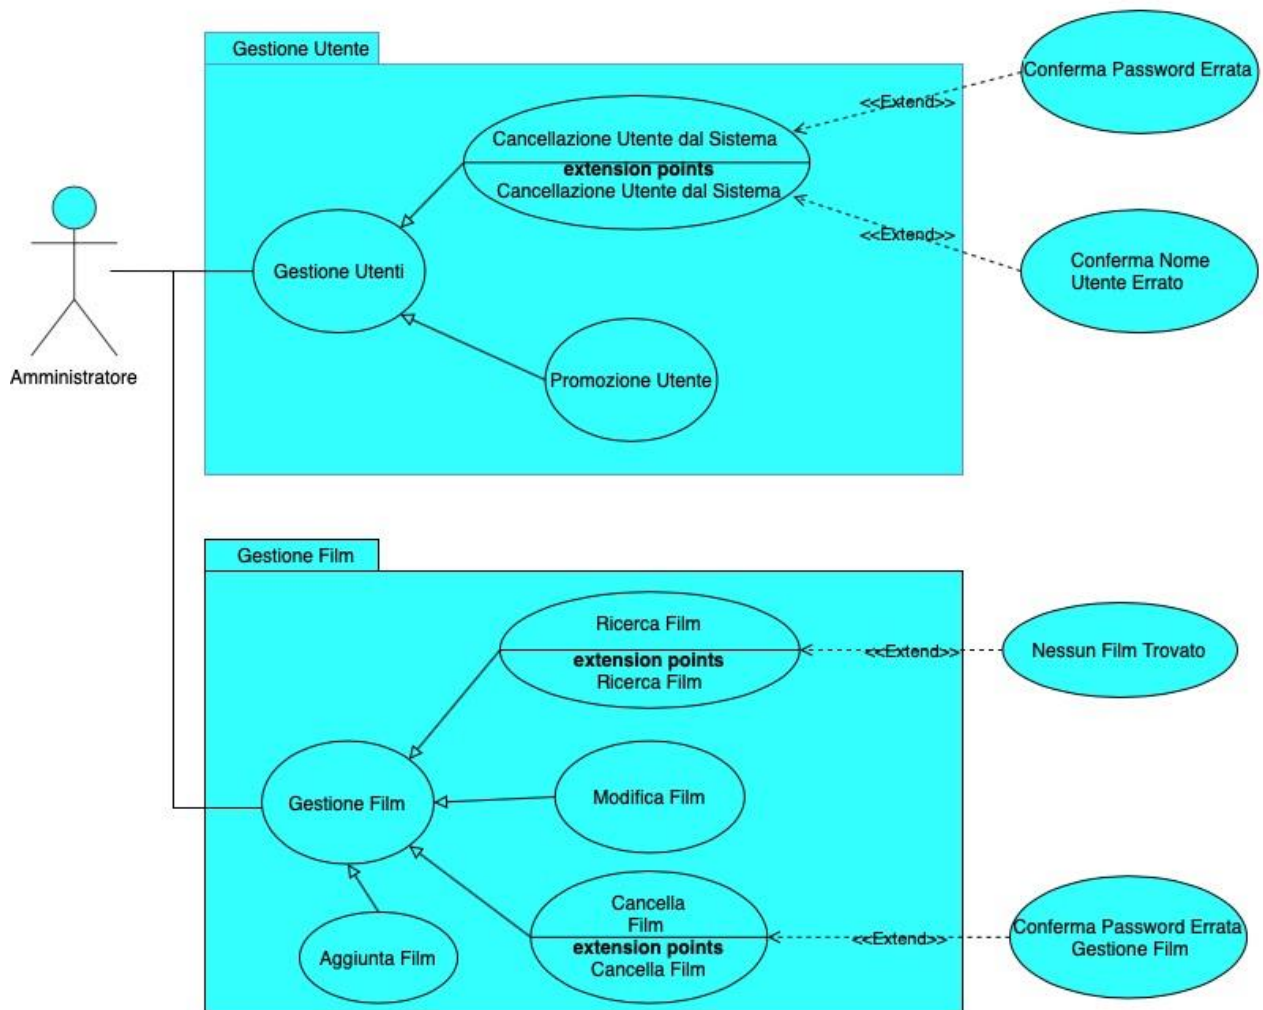 Gestione Utente
Conferma Password Errata
<<Extend>>
Cancellazione Utente dal Sistema
extension points
Cancellazione Utente dal Sistema
<<Extend>>
Conferma Nome
Utente Errato
Gestione Utenti
Promozione Utente
Amministratore
Gestione Film
Ricerca Film
extension points
Ricerca Film
<<Extend>>
Nessun Film Trovato
Gestione Film
Modifica Film
Cancella
Film
extension points
Cancella Film
<<Extend>>
Conferma Password Errata
Gestione Film
Aggiunta Film